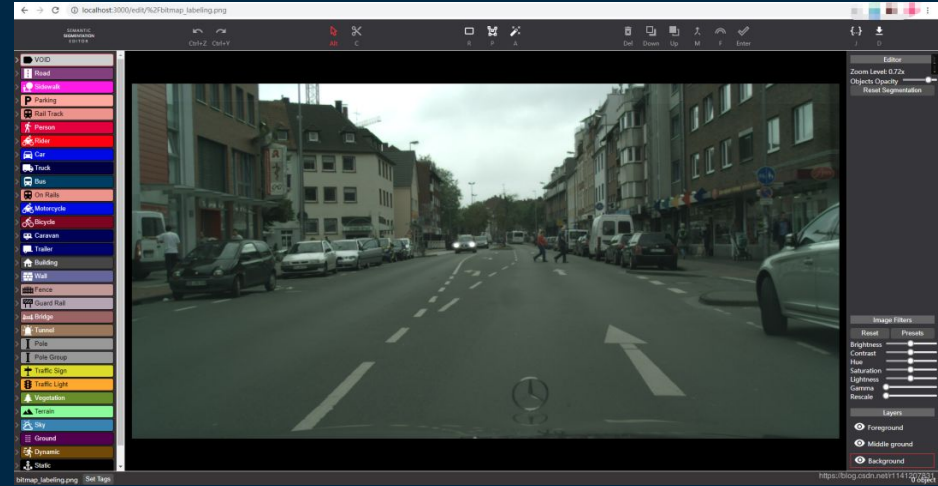 localhost:3000/edit/%2Fbitmap_labeling.png
SEMANTIC
SEGMENTATION
EDITOR
Ctrl+Z Ctrl+Y
Alt C
R P A
Del Down Up M F Enter
J D
VOID
Road
Sidewalk
Parking
Rail Track
Person
Rider
Car
Truck
Bus
On Rails
Motorcycle
Bicycle
Caravan
Trailer
Building
Wall
Fence
Guard Rail
Bridge
Tunnel
Pole
Pole Group
Traffic Sign
Traffic Light
Vegetation
Terrain
Sky
Ground
Dynamic
Static
Editor
Zoom Level: 0.72x
Objects Opacity
Reset Segmentation
Image Filters
Reset Presets
Brightness
Contrast
Hue
Saturation
Lightness
Gamma
Rescale
Layers
Foreground
Middle ground
Background
bitmap_labeling.png Set Tags
https://blog.csdn.net/r1141207831
0 object